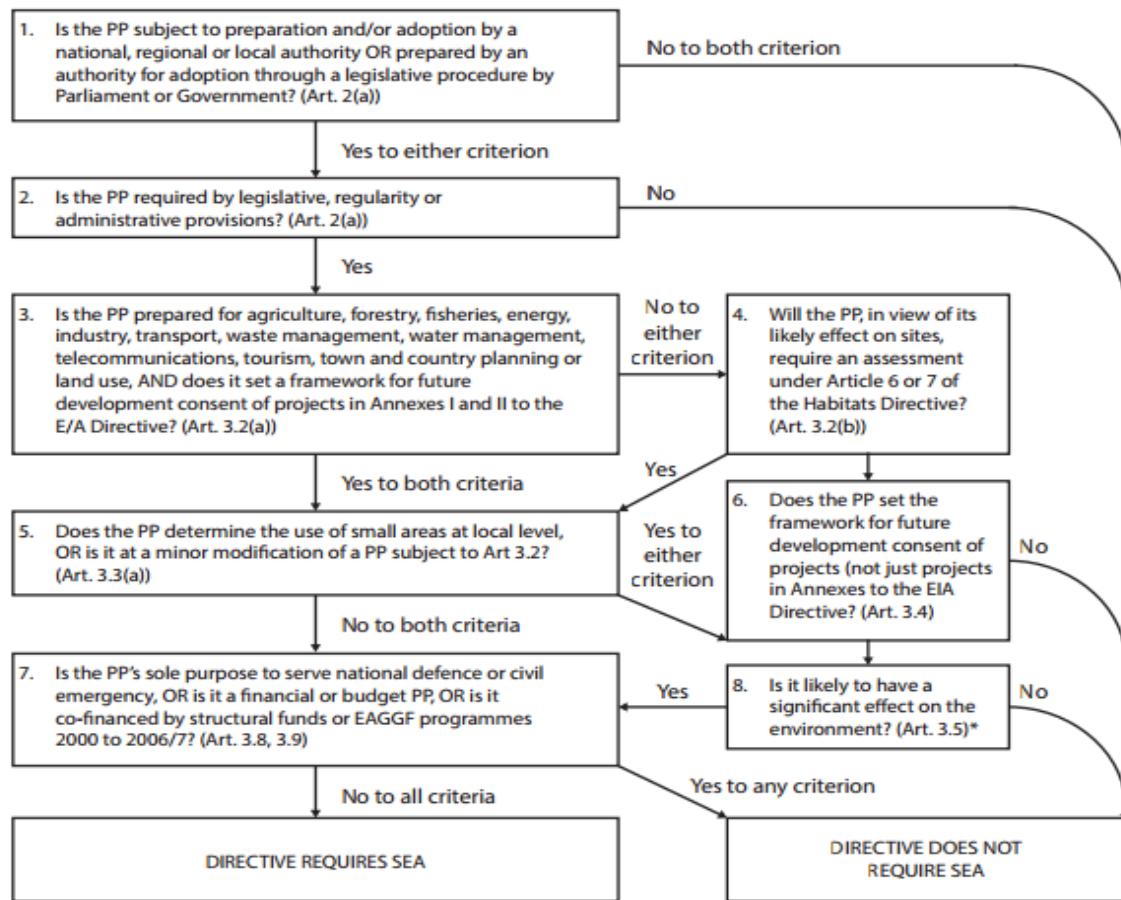 1. Is the PP subject to preparation and/or adoption by a
national, regional or local authority OR prepared by an
authority for adoption through a legislative procedure by
Parliament or Government? (Art. 2(a))
No to both criterion
Yes to either criterion
2. Is the PP required by legislative, regularity or
administrative provisions? (Art. 2(a))
No
Yes
3. Is the PP prepared for agriculture, forestry, fisheries, energy,
industry, transport, waste management, water management,
telecommunications, tourism, town and country planning or
land use, AND does it set a framework for future
development consent of projects in Annexes I and II to the
E/A Directive? (Art. 3.2(a))
No to
either
criterion
4. Will the PP, in view of its
likely effect on sites,
require an assessment
under Article 6 or 7 of
the Habitats Directive?
(Art. 3.2(b))
Yes to both criteria
Yes
5. Does the PP determine the use of small areas at local level,
OR is it at a minor modification of a PP subject to Art 3.2?
(Art. 3.3(a))
Yes to
either
criterion
6. Does the PP set the
framework for future
development consent of
projects (not just projects
in Annexes to the EIA
Directive? (Art. 3.4)
No
No to both criteria
7. Is the PP's sole purpose to serve national defence or civil
emergency, OR is it a financial or budget PP, OR is it
co-financed by structural funds or EAGGF programmes
2000 to 2006/7? (Art. 3.8, 3.9)
Yes
8. Is it likely to have a
significant effect on the
environment? (Art. 3.5)*
No
No to all criteria
Yes to any criterion
DIRECTIVE REQUIRES SEA
DIRECTIVE DOES NOT
REQUIRE SEA